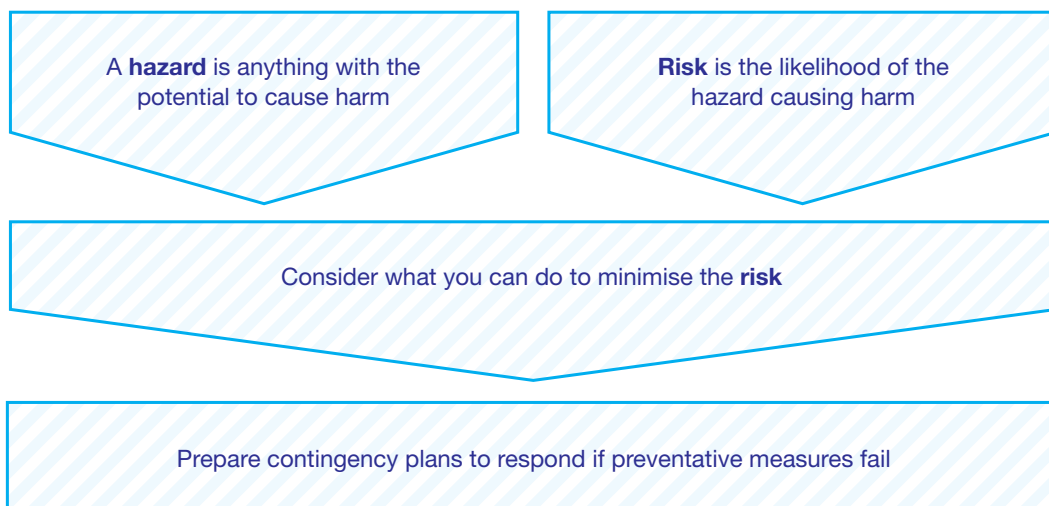 A hazard is anything with the
potential to cause harm
Risk is the likelihood of the
hazard causing harm
Consider what you can do to minimise the risk
Prepare contingency plans to respond if preventative measures fail